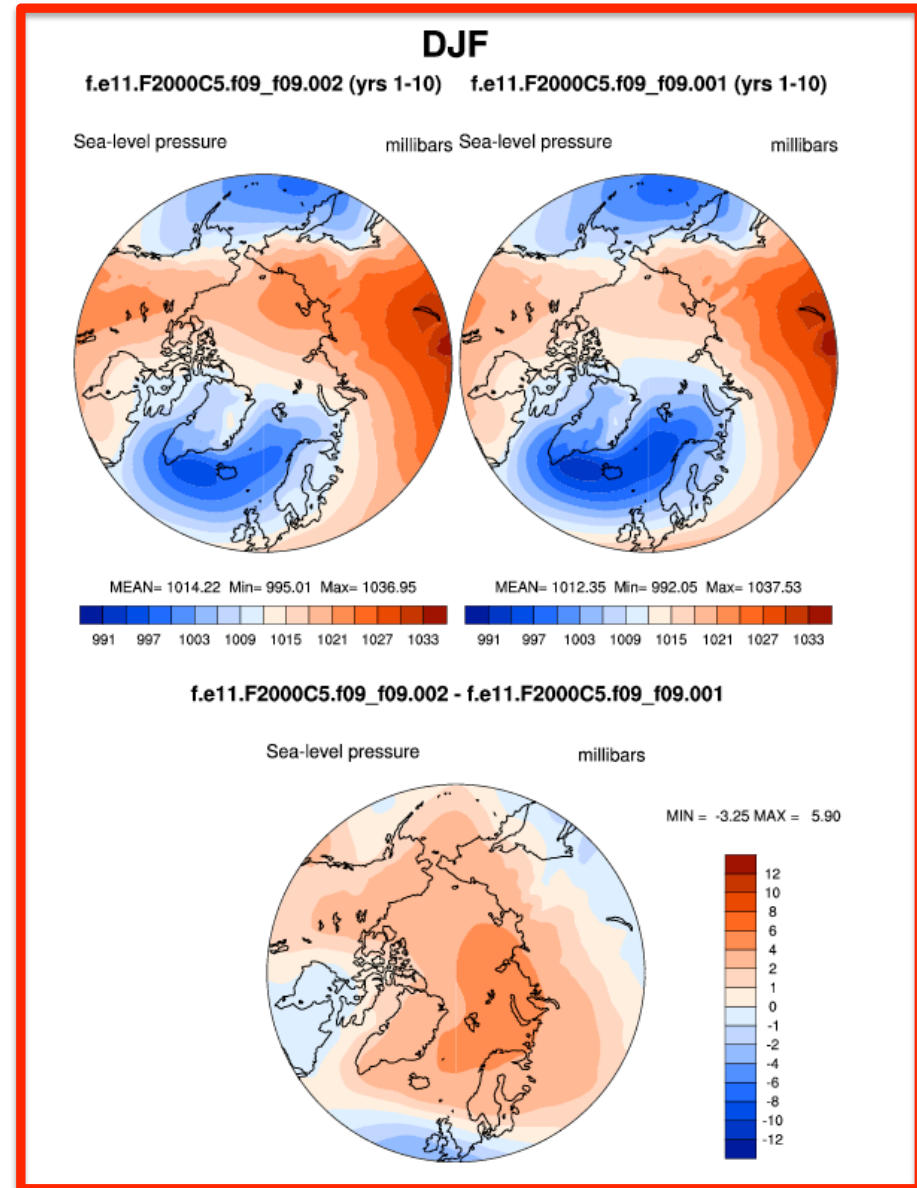 DJF
f.e11.F2000C5.f09_f09.002 (yrs 1-10) f.e11.F2000C5.f09_f09.001 (yrs 1-10)
Sea-level pressure millibars Sea-level pressure millibars
MEAN= 1014.22 Min= 995.01 Max= 1036.95 MEAN= 1012.35 Min= 992.05 Max= 1037.53
991 997 1003 1009 1015 1021 1027 1033 991 997 1003 1009 1015 1021 1027 1033
f.e11.F2000C5.f09_f09.002 - f.e11.F2000C5.f09_f09.001
Sea-level pressure millibars
MIN = -3.25 MAX = 5.90
12
10
8
6
4
2
1
0
-1
-2
-4
-6
-8
-10
-12